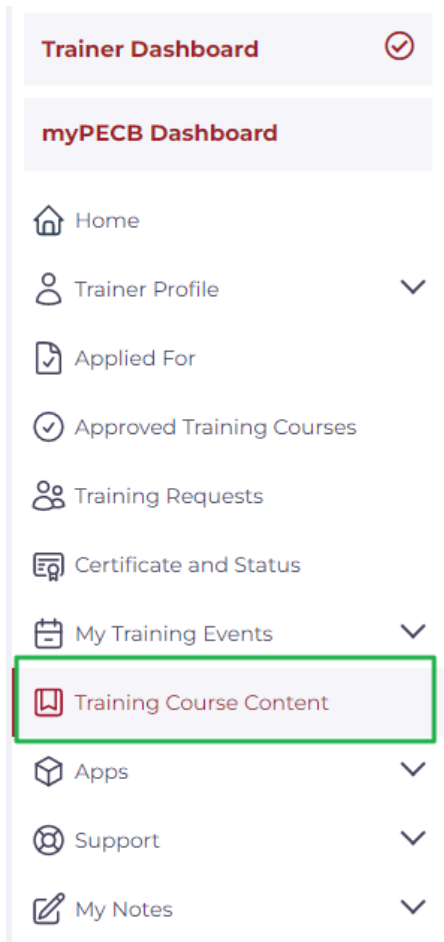 Trainer Dashboard
myPECB Dashboard
Home
Trainer Profile
Applied For
Approved Training Courses
Training Requests
Certificate and Status
My Training Events
Training Course Content
Apps
Support
My Notes